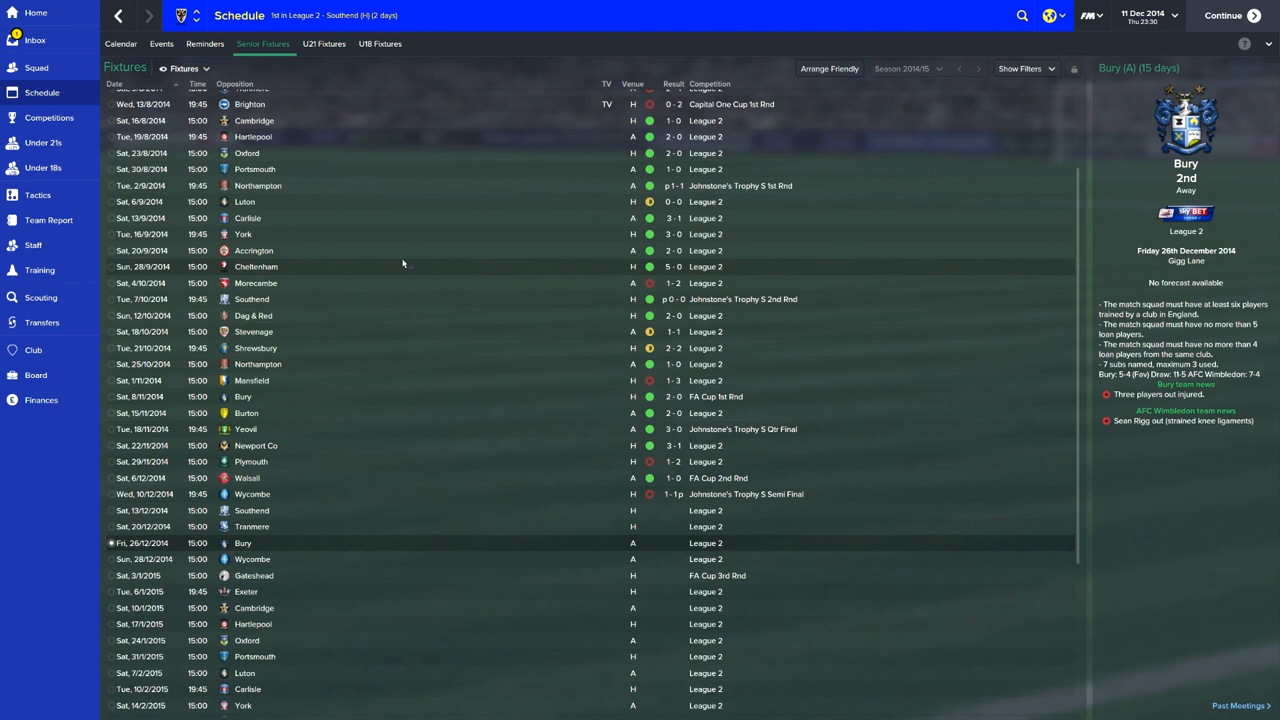 Home
Schedule
1st in League 2 - Southend (H) (2 days)
FM
11 Dec 2014
Thu 23:30
Continue
1
Inbox
Calendar Events Reminders Senior Fixtures U21 Fixtures U18 Fixtures
?
Squad
Schedule
Competitions
Under 21s
Under 18s
Tactics
Team Report
Staff
Training
Scouting
Transfers
Club
Board
Finances
Fixtures
Fixtures
Arrange Friendly Season 2014/15 Show Filters
Date Time Opposition TV Venue Result Competition
Wed, 13/8/2014 19:45 Brighton TV H 0 - 2 Capital One Cup 1st Rnd
Sat, 16/8/2014 15:00 Cambridge H 1 - 0 League 2
Tue, 19/8/2014 19:45 Hartlepool A 2 - 0 League 2
Sat, 23/8/2014 15:00 Oxford H 2 - 0 League 2
Sat, 30/8/2014 15:00 Portsmouth A 1 - 0 League 2
Tue, 2/9/2014 19:45 Northampton A p 1 - 1 Johnstone's Trophy S 1st Rnd
Sat, 6/9/2014 15:00 Luton H 0 - 0 League 2
Sat, 13/9/2014 15:00 Carlisle A 3 - 1 League 2
Tue, 16/9/2014 19:45 York H 3 - 0 League 2
Sat, 20/9/2014 15:00 Accrington A 2 - 0 League 2
Sun, 28/9/2014 15:00 Cheltenham H 5 - 0 League 2
Sat, 4/10/2014 15:00 Morecambe A 1 - 2 League 2
Tue, 7/10/2014 19:45 Southend H p 0 - 0 Johnstone's Trophy S 2nd Rnd
Sun, 12/10/2014 15:00 Dag & Red H 2 - 0 League 2
Sat, 18/10/2014 15:00 Stevenage A 1 - 1 League 2
Tue, 21/10/2014 19:45 Shrewsbury H 2 - 2 League 2
Sat, 25/10/2014 15:00 Northampton A 1 - 0 League 2
Sat, 1/11/2014 15:00 Mansfield H 1 - 3 League 2
Sat, 8/11/2014 15:00 Bury H 2 - 0 FA Cup 1st Rnd
Sat, 15/11/2014 15:00 Burton A 2 - 0 League 2
Tue, 18/11/2014 19:45 Yeovil H 3 - 0 Johnstone's Trophy S Qtr Final
Sat, 22/11/2014 15:00 Newport Co H 3 - 1 League 2
Sat, 29/11/2014 15:00 Plymouth H 1 - 2 League 2
Sat, 6/12/2014 15:00 Walsall A 1 - 0 FA Cup 2nd Rnd
Wed, 10/12/2014 19:45 Wycombe H 1 - 1 p Johnstone's Trophy S Semi Final
Sat, 13/12/2014 15:00 Southend H League 2
Sat, 20/12/2014 15:00 Tranmere H League 2
Fri, 26/12/2014 15:00 Bury A League 2
Sun, 28/12/2014 15:00 Wycombe A League 2
Sat, 3/1/2015 15:00 Gateshead H FA Cup 3rd Rnd
Tue, 6/1/2015 19:45 Exeter H League 2
Sat, 10/1/2015 15:00 Cambridge A League 2
Sat, 17/1/2015 15:00 Hartlepool H League 2
Sat, 24/1/2015 15:00 Oxford A League 2
Sat, 31/1/2015 15:00 Portsmouth H League 2
Sat, 7/2/2015 15:00 Luton A League 2
Tue, 10/2/2015 19:45 Carlisle H League 2
Sat, 14/2/2015 15:00 York A League 2
Bury (A) (15 days)
Bury
2nd
Away
sky BET
League 2
Friday 26th December 2014
Gigg Lane
No forecast available
- The match squad must have at least six players
trained by a club in England.
- The match squad must have no more than 5
loan players.
- The match squad must have no more than 4
loan players from the same club.
- 7 subs named, maximum 3 used.
Bury: 5-4 (Fav) Draw: 11-5 AFC Wimbledon: 7-4
Bury team news
Three players out injured.
AFC Wimbledon team news
Sean Rigg out (strained knee ligaments)
Past Meetings >